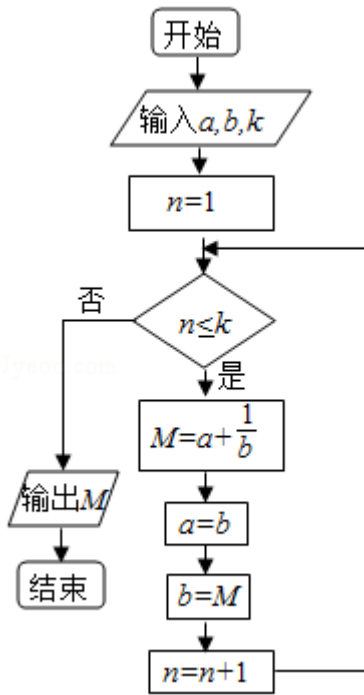 开始
输入a,b,k
n=1
n≤k
否
是
M=a+1/b
输出M
a=b
结束
b=M
n=n+1